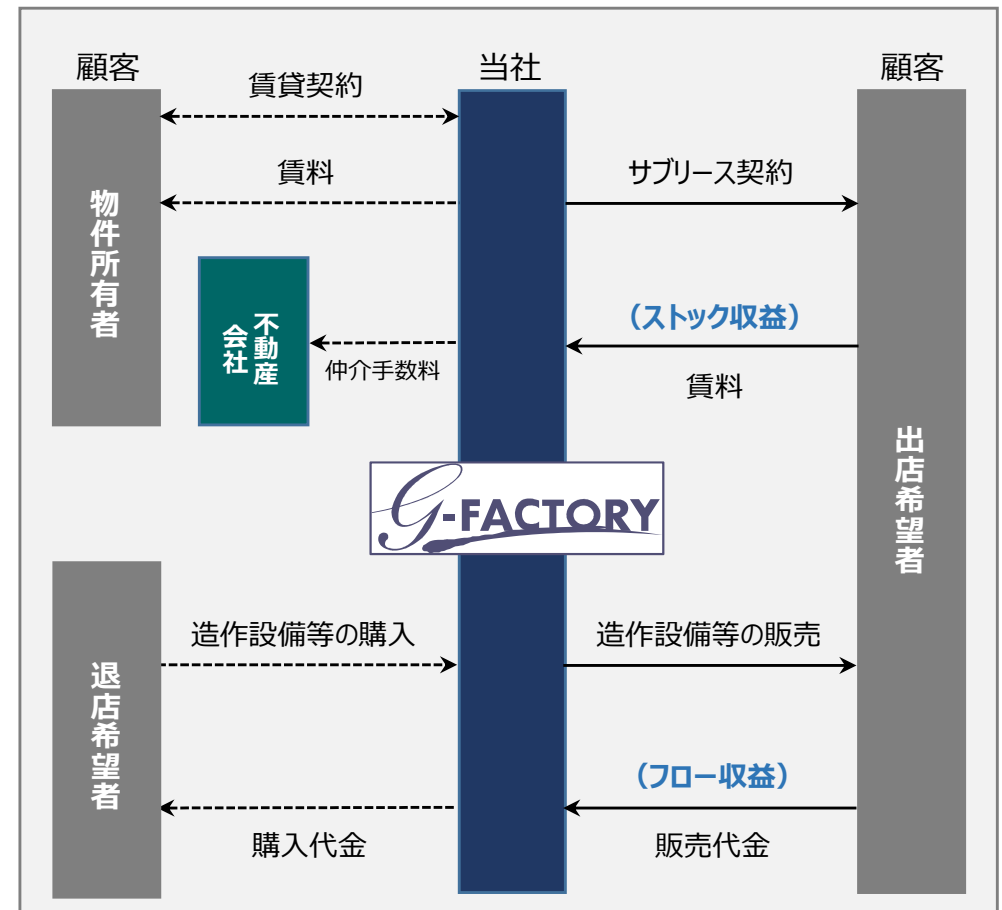 顧客
当社
顧客
賃貸契約
賃料
サブリース契約
物件所有者
不動産
会社
仲介手数料
（ストック収益）
賃料
出店希望者
G-FACTORY
退店希望者
造作設備等の購入
造作設備等の販売
（フロー収益）
購入代金
販売代金